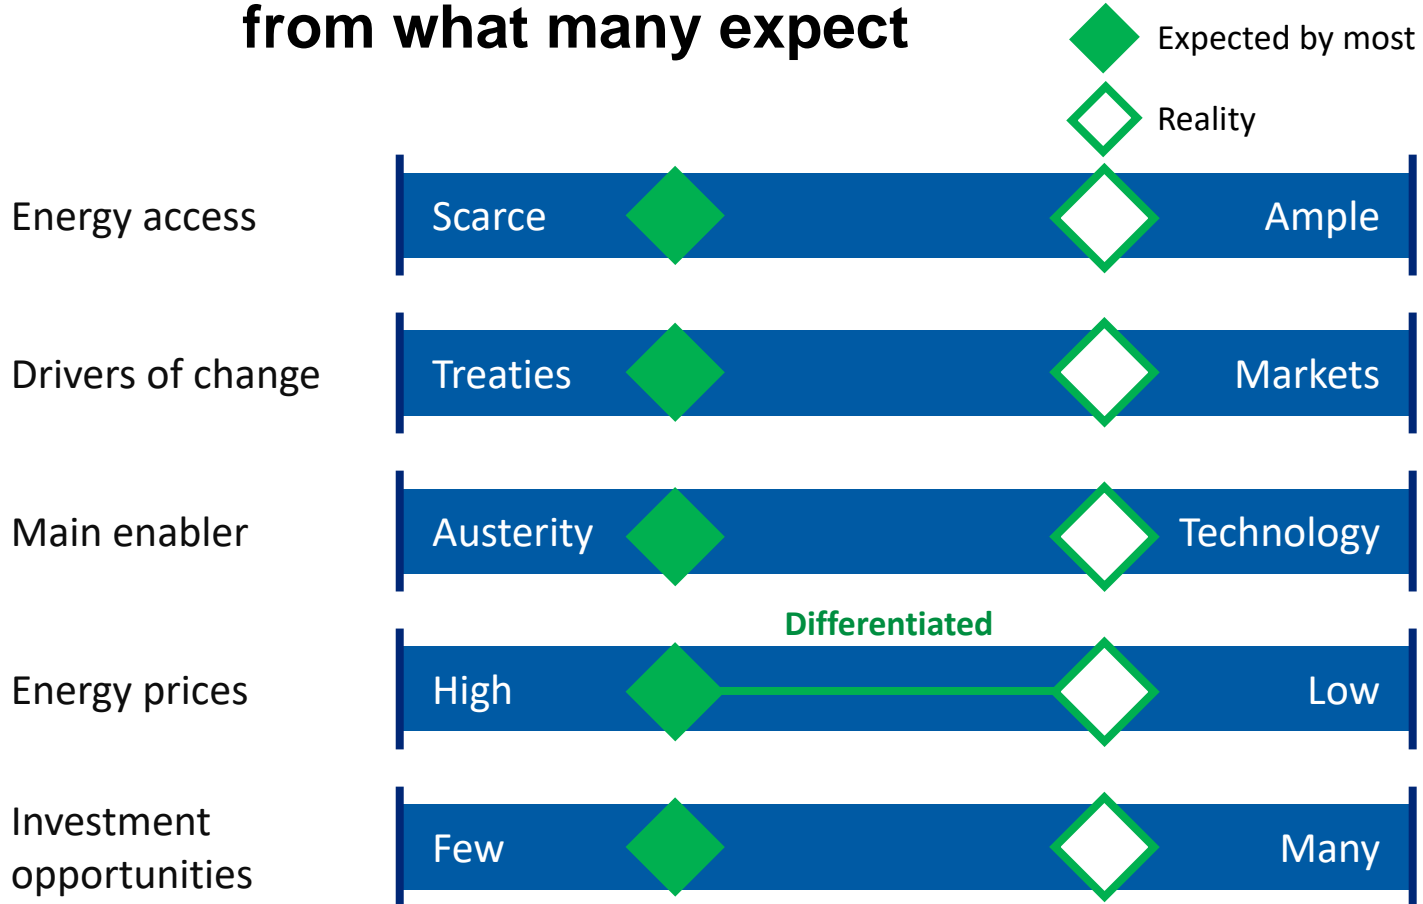 from what many expect
Expected by most
Reality
Energy access
Scarce
Ample
Drivers of change
Treaties
Markets
Main enabler
Austerity
Technology
Differentiated
Energy prices
High
Low
Investment
opportunities
Few
Many